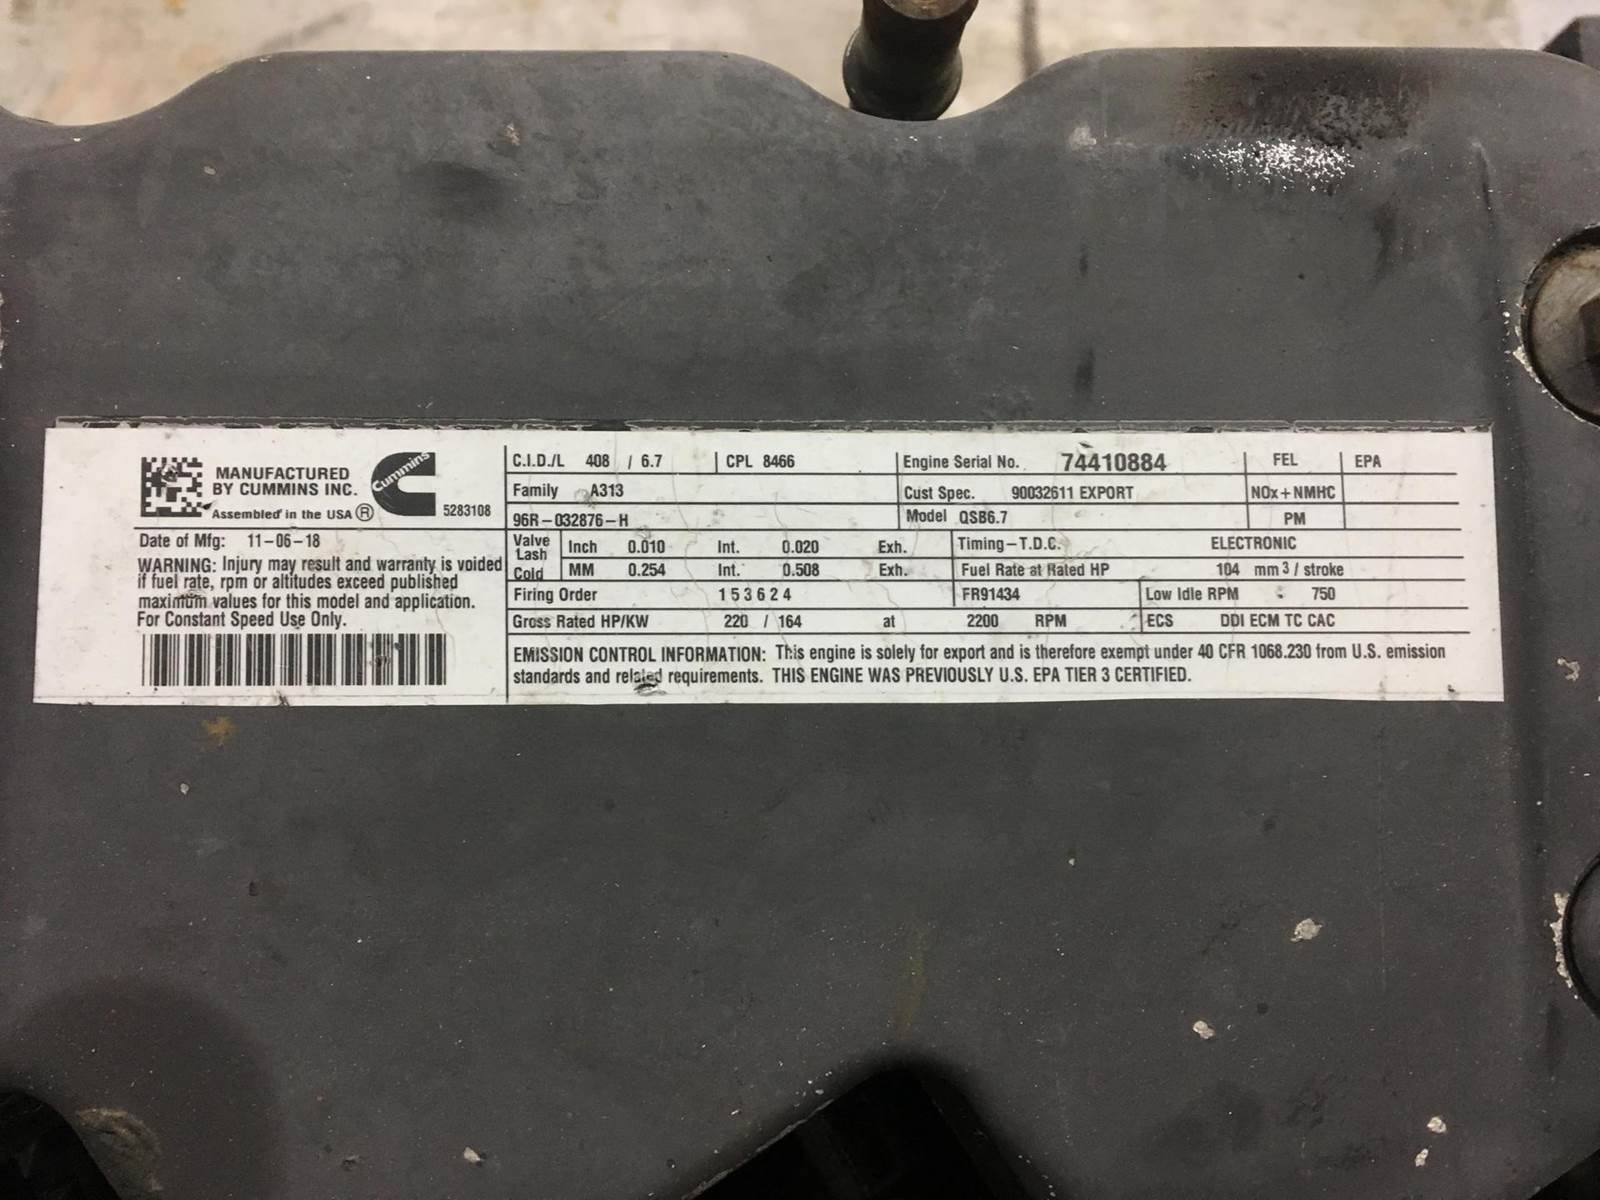 MANUFACTURED
BY CUMMINS INC.
Assembled in the USA ®
Cummins
5283108
Date of Mfg: 11-06-18
WARNING: Injury may result and warranty is voided
if fuel rate, rpm or altitudes exceed published
maximum values for this model and application.
For Constant Speed Use Only.
C.I.D./L 408 / 6.7 CPL 8466 Engine Serial No. 74410884 FEL EPA
Family A313 Cust Spec. 90032611 EXPORT NOx+NMHC
96R-032876-H Model QSB6.7 PM
Valve Lash Cold
Inch 0.010 Int. 0.020 Exh. Timing-T.D.C. ELECTRONIC
MM 0.254 Int. 0.508 Exh. Fuel Rate at Rated HP 104 mm3 / stroke
Firing Order 1 5 3 6 2 4 FR91434 Low Idle RPM 750
Gross Rated HP/KW 220 / 164 at 2200 RPM ECS DDI ECM TC CAC
EMISSION CONTROL INFORMATION: This engine is solely for export and is therefore exempt under 40 CFR 1068.230 from U.S. emission
standards and related requirements. THIS ENGINE WAS PREVIOUSLY U.S. EPA TIER 3 CERTIFIED.